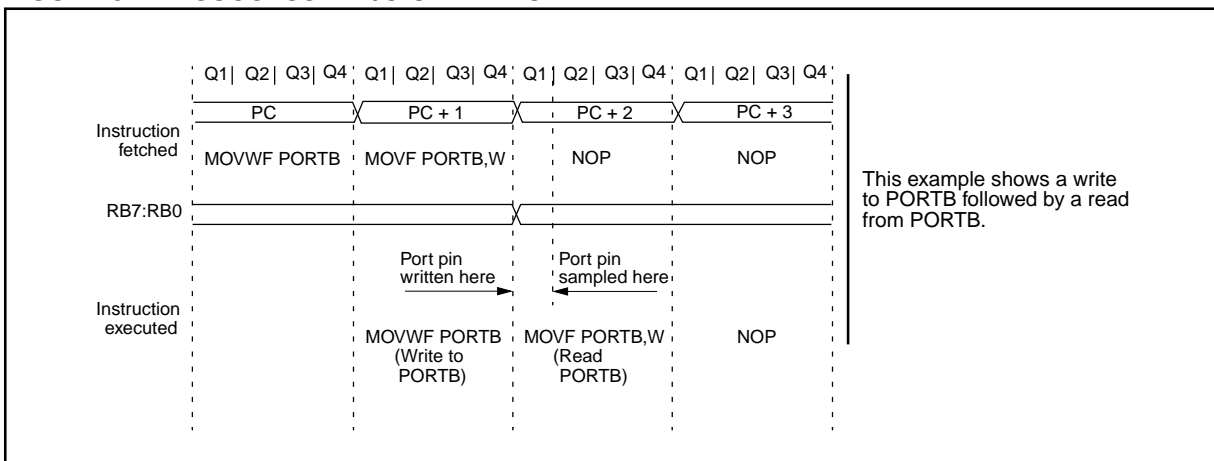 Q1| Q2| Q3| Q4 Q1| Q2| Q3| Q4 Q1| Q2| Q3| Q4 Q1| Q2| Q3| Q4
PC PC + 1 PC + 2 PC + 3
Instruction
fetched
MOVWF PORTB MOVF PORTB,W NOP NOP
This example shows a write
to PORTB followed by a read
from PORTB.
RB7:RB0
Port pin
written here
Port pin
sampled here
Instruction
executed
MOVWF PORTB
(Write to
PORTB)
MOVF PORTB,W
(Read
PORTB)
NOP